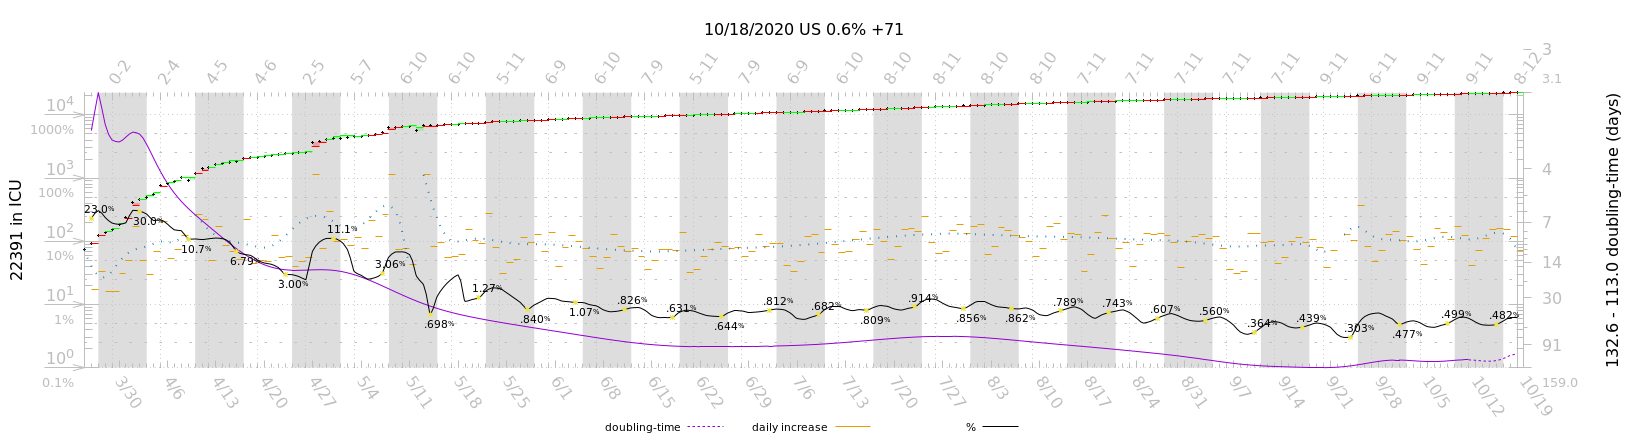 10/18/2020 US 0.6% +71
0-2 2-4 4-5 4-6 2-5 5-7 6-10 6-10 5-11 6-9 6-10 7-9 5-11 7-9 6-9 8-10 8-10 8-11 8-10 8-10 7-11 7-11 7-11 7-11 7-11 9-11 6-11 9-11 9-11 8-12
22391 in ICU
10⁴
1000%
10³
100%
10²
10%
10¹
1%
10⁰
0.1%
23.0% 30.0% 10.7% 6.79% 3.00% 11.1% 3.06% .698% 1.27% .840% 1.07% .826% .631% .644% .812% .682% .809% .914% .856% .862% .789% .743% .607% .560% .364% .439% .303% .477% .499% .482%
3
3.1
4
7
14
30
91
159.0
132.6 - 113.0 doubling-time (days)
3/30 4/6 4/13 4/20 4/27 5/4 5/11 5/18 5/25 6/1 6/8 6/15 6/22 6/29 7/6 7/13 7/20 7/27 8/3 8/10 8/17 8/24 8/31 9/7 9/14 9/21 9/28 10/5 10/12 10/19
doubling-time daily increase %